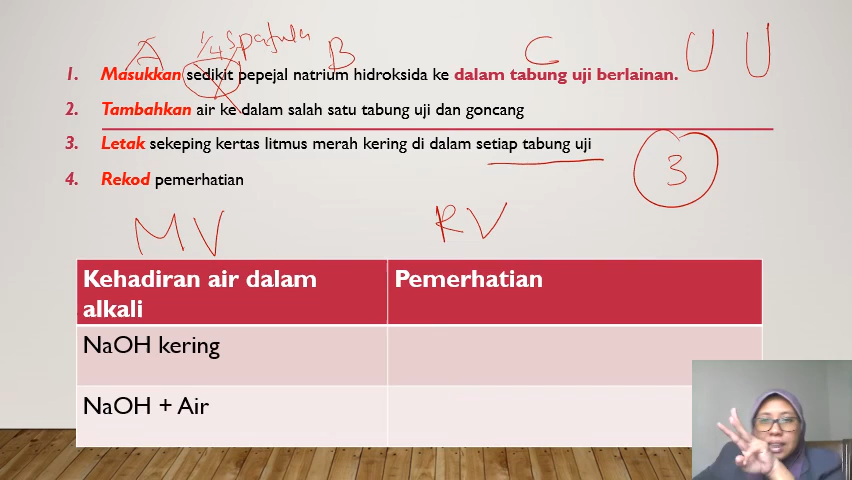 A 1/4 spatula B C
1. Masukkan sedikit pepejal natrium hidroksida ke dalam tabung uji berlainan.
2. Tambahkan air ke dalam salah satu tabung uji dan goncang
3. Letak sekeping kertas litmus merah kering di dalam setiap tabung uji
3
4. Rekod pemerhatian
MV RV
Kehadiran air dalam alkali
Pemerhatian
NaOH kering
NaOH + Air